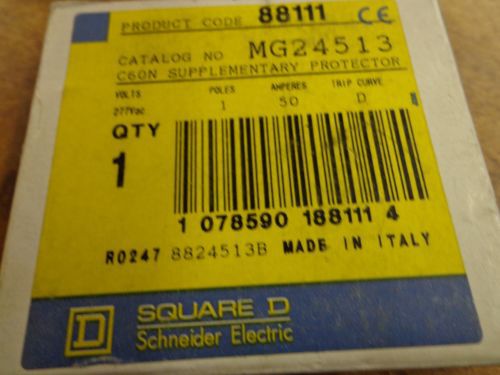 PRODUCT CODE 88111 CE
CATALOG NO MG24513
C60N SUPPLEMENTARY PROTECTOR
VOLTS POLES AMPERES TRIP CURVE
277Vac 1 50 D
QTY
1
1 078590 188111 4
R0247 8824513B MADE IN ITALY
D SQUARE D
Schneider Electric